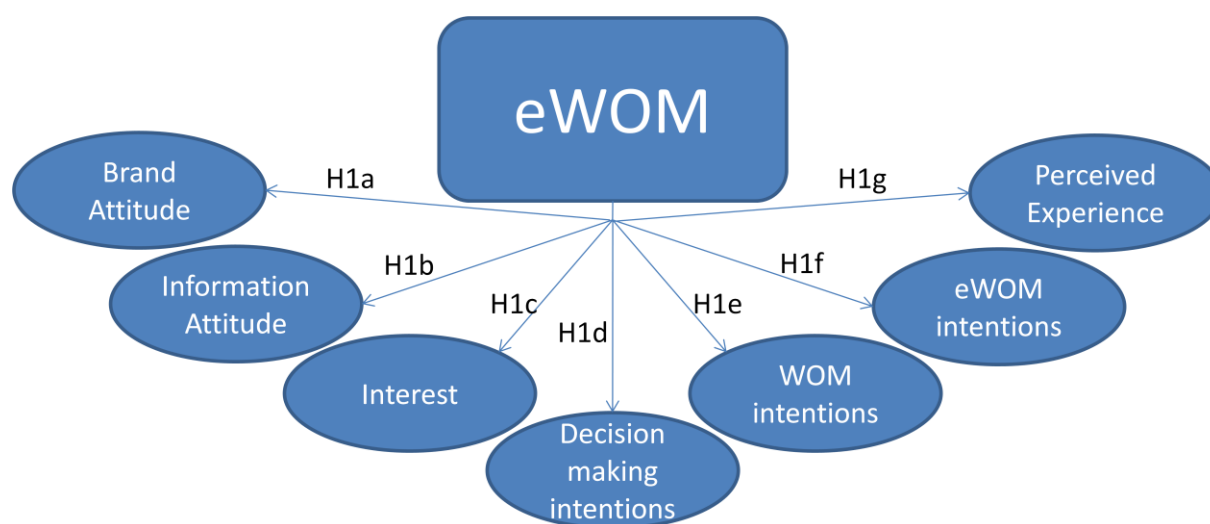 eWOM
Brand
Attitude
H1a
H1g
Perceived
Experience
Information
Attitude
H1b
H1f
eWOM
intentions
H1c
H1e
H1d
Interest
WOM
intentions
Decision
making
intentions